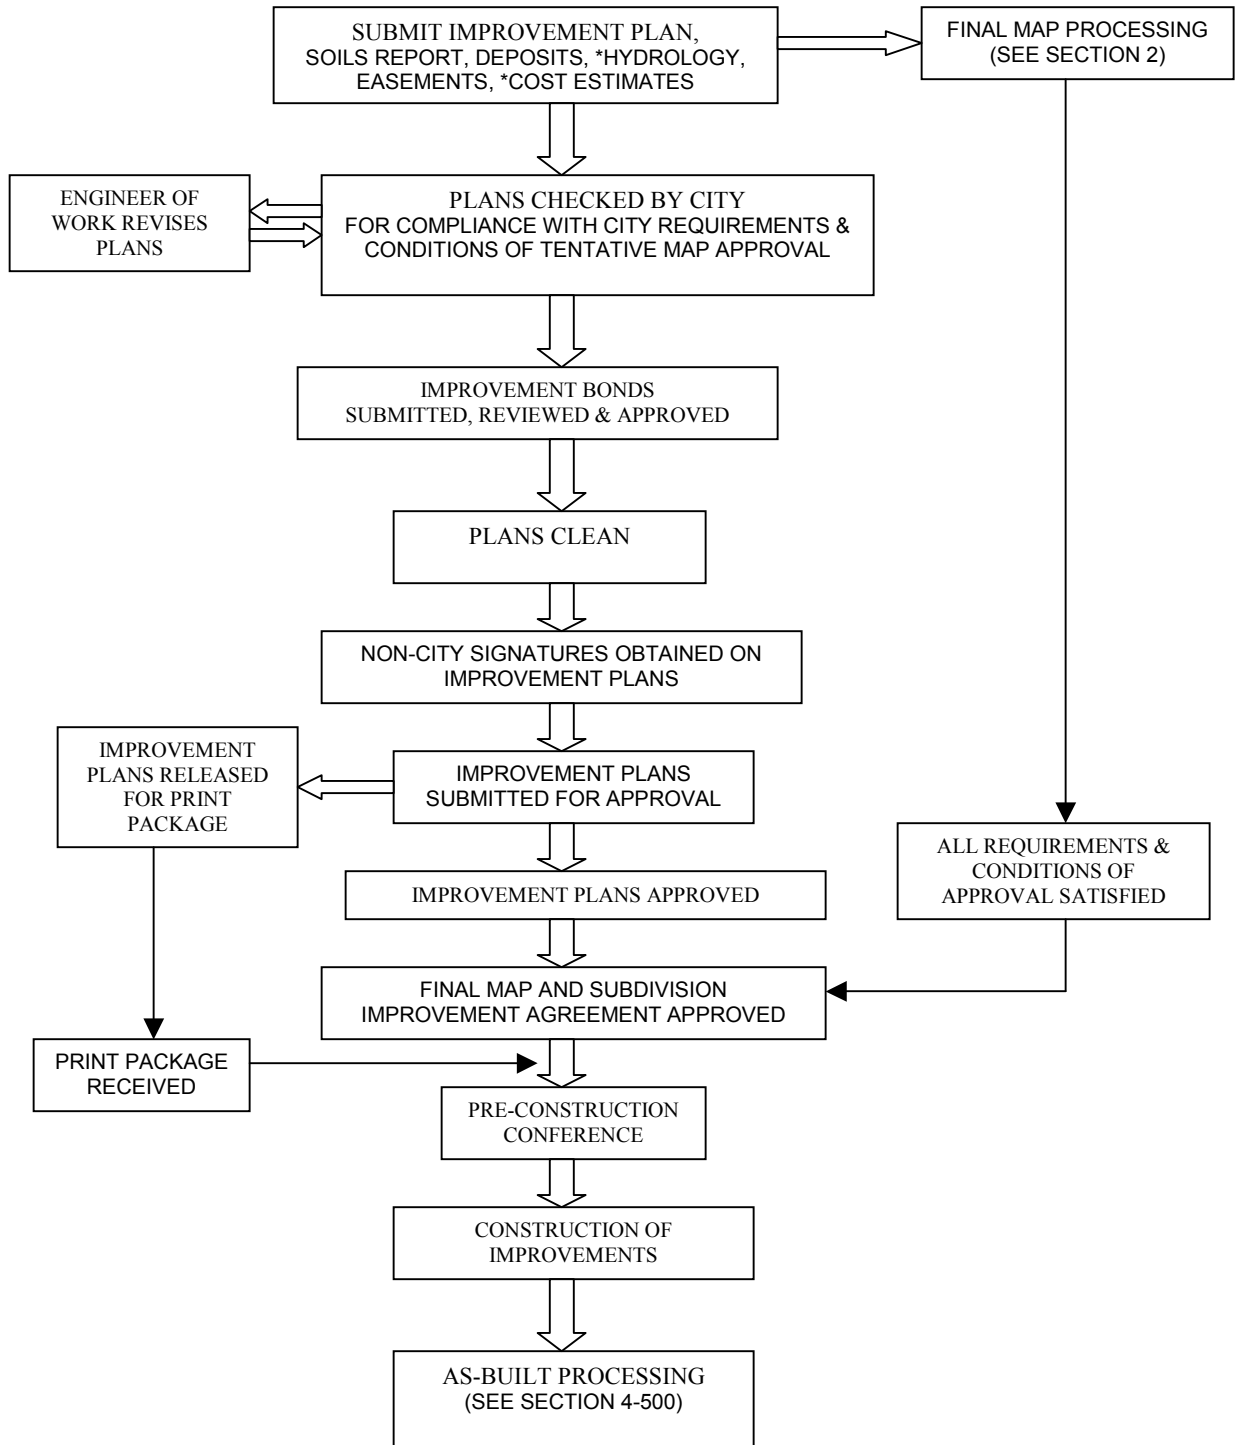 SUBMIT IMPROVEMENT PLAN,
SOILS REPORT, DEPOSITS, *HYDROLOGY,
EASEMENTS, *COST ESTIMATES
FINAL MAP PROCESSING
(SEE SECTION 2)
ENGINEER OF
WORK REVISES
PLANS
PLANS CHECKED BY CITY
FOR COMPLIANCE WITH CITY REQUIREMENTS &
CONDITIONS OF TENTATIVE MAP APPROVAL
IMPROVEMENT BONDS
SUBMITTED, REVIEWED & APPROVED
PLANS CLEAN
NON-CITY SIGNATURES OBTAINED ON
IMPROVEMENT PLANS
IMPROVEMENT
PLANS RELEASED
FOR PRINT
PACKAGE
IMPROVEMENT PLANS
SUBMITTED FOR APPROVAL
ALL REQUIREMENTS &
CONDITIONS OF
APPROVAL SATISFIED
IMPROVEMENT PLANS APPROVED
FINAL MAP AND SUBDIVISION
IMPROVEMENT AGREEMENT APPROVED
PRINT PACKAGE
RECEIVED
PRE-CONSTRUCTION
CONFERENCE
CONSTRUCTION OF
IMPROVEMENTS
AS-BUILT PROCESSING
(SEE SECTION 4-500)